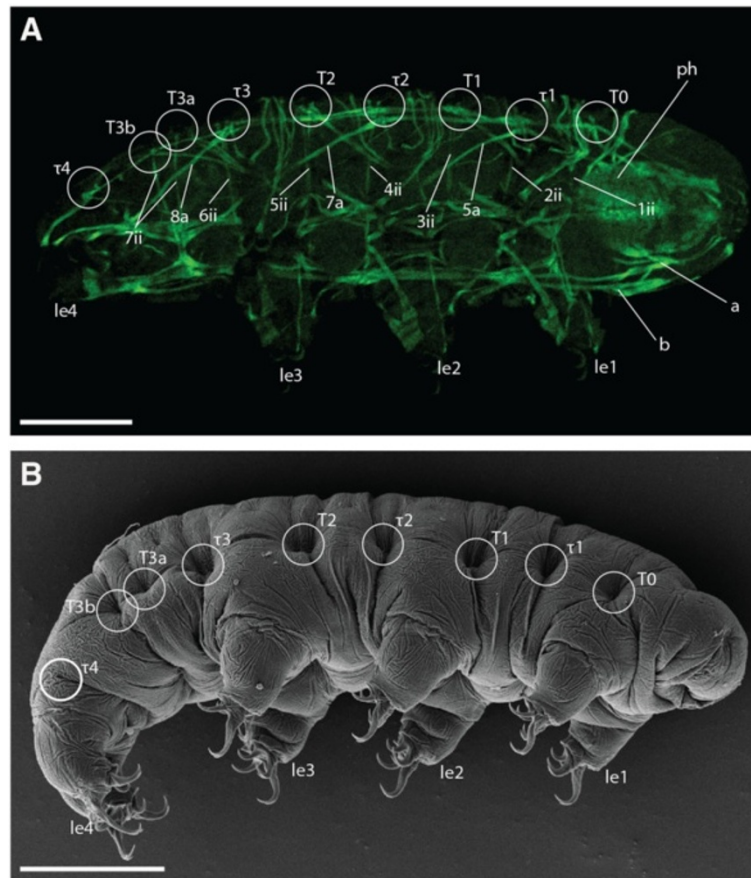 A
ph
τ3
T2
τ2
T1
τ1
T0
T3a
T3b
τ4
7ii
8a
6ii
5ii
7a
4ii
3ii
5a
2ii
1ii
a
b
le4
le3
le2
le1
B
T2
τ2
τ3
T1
τ1
T3a
T0
T3b
τ4
le3
le2
le1
le4